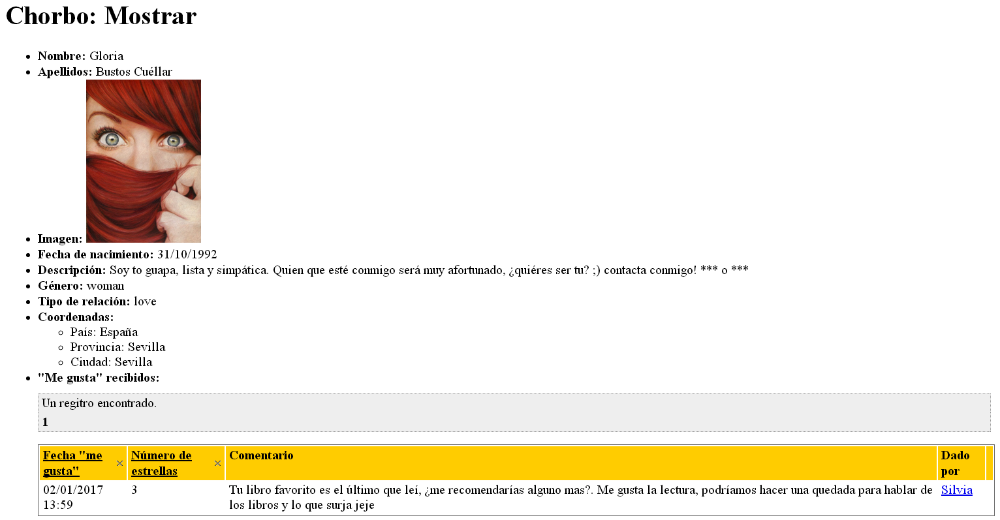 Chorbo: Mostrar
Nombre: Gloria
Apellidos: Bustos Cuéllar
Imagen:
Fecha de nacimiento: 31/10/1992
Descripción: Soy to guapa, lista y simpática. Quien que esté conmigo será muy afortunado, ¿quiéres ser tu? ;) contacta conmigo! *** o ***
Género: woman
Tipo de relación: love
Coordenadas:
País: España
Provincia: Sevilla
Ciudad: Sevilla
"Me gusta" recibidos:
Un regitro encontrado.
1
Fecha "me gusta"
Número de estrellas
Comentario
Dado por
02/01/2017 13:59
3
Tu libro favorito es el último que leí, ¿me recomendarías alguno mas?. Me gusta la lectura, podríamos hacer una quedada para hablar de
los libros y lo que surja jeje
Silvia